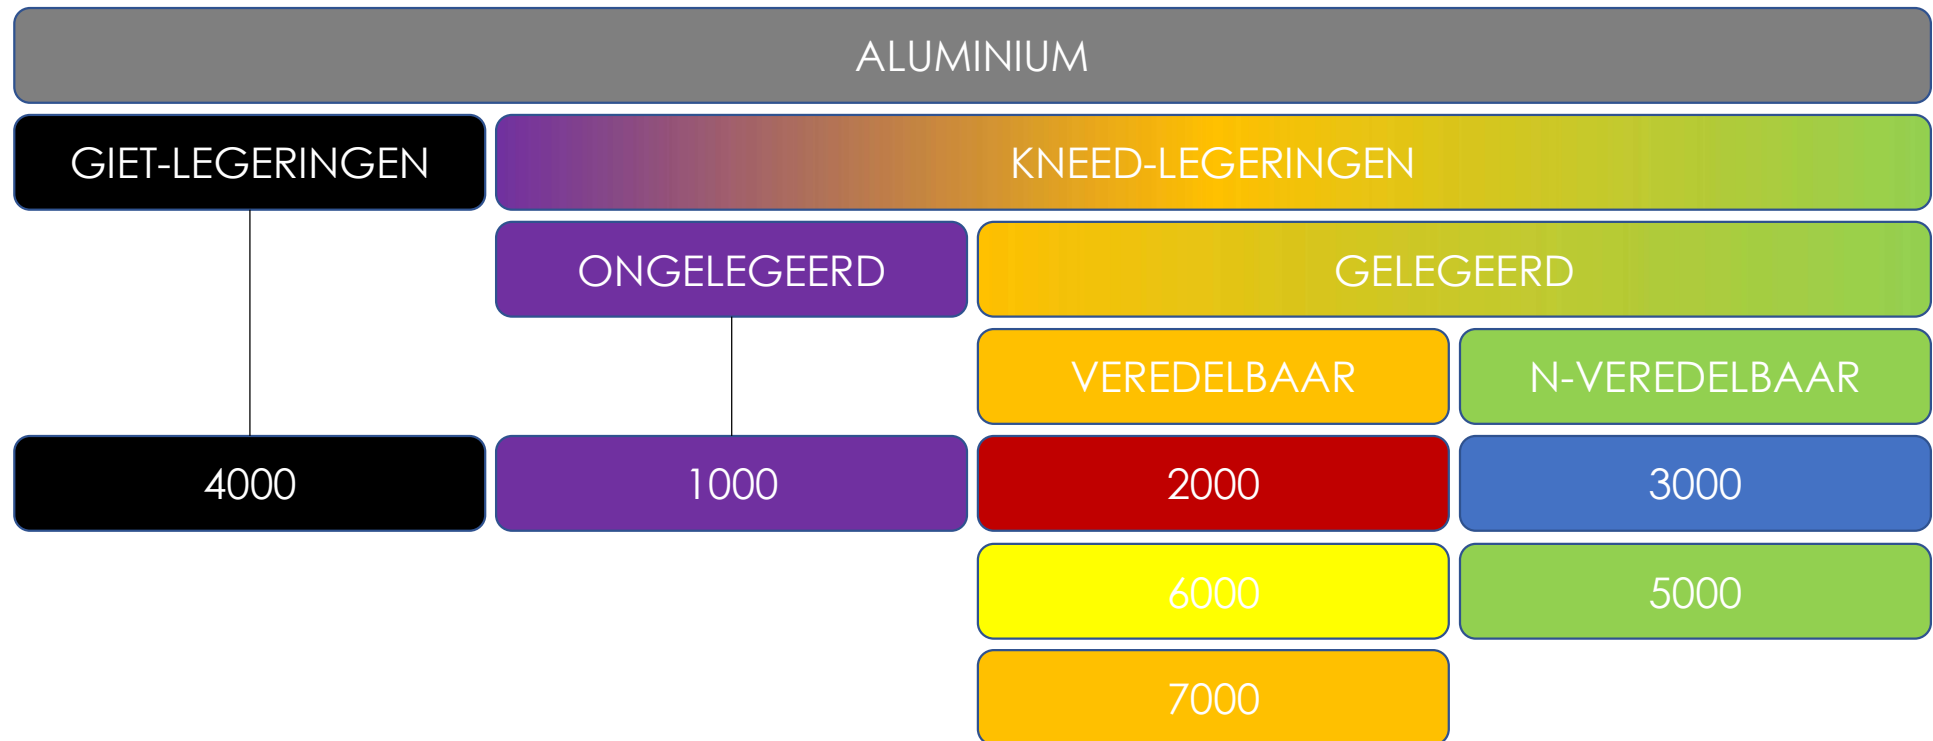 ALUMINIUM
GIET-LEGERINGEN
KNEED-LEGERINGEN
ONGELEGEERD
GELEGEERD
VEREDELBAAR
N-VEREDELBAAR
4000
1000
2000
3000
6000
5000
7000